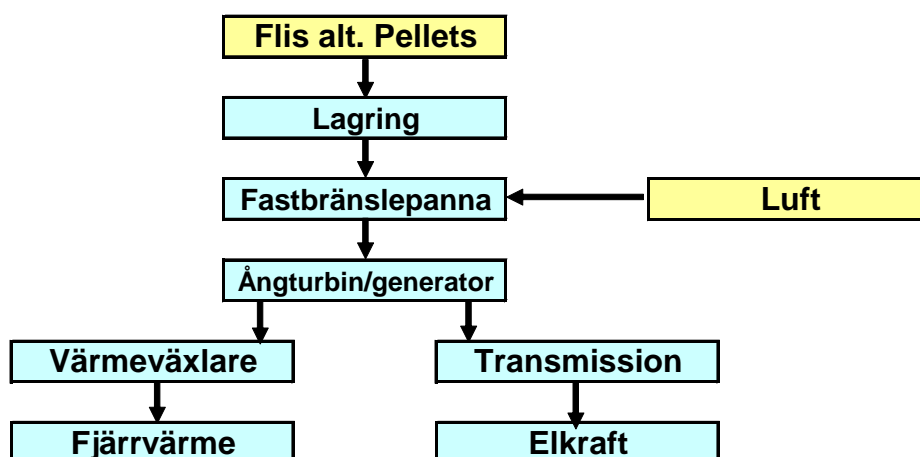 Flis alt. Pellets
Lagring
Fastbränslepanna
Luft
Ångturbin/generator
Värmeväxlare
Transmission
Fjärrvärme
Elkraft